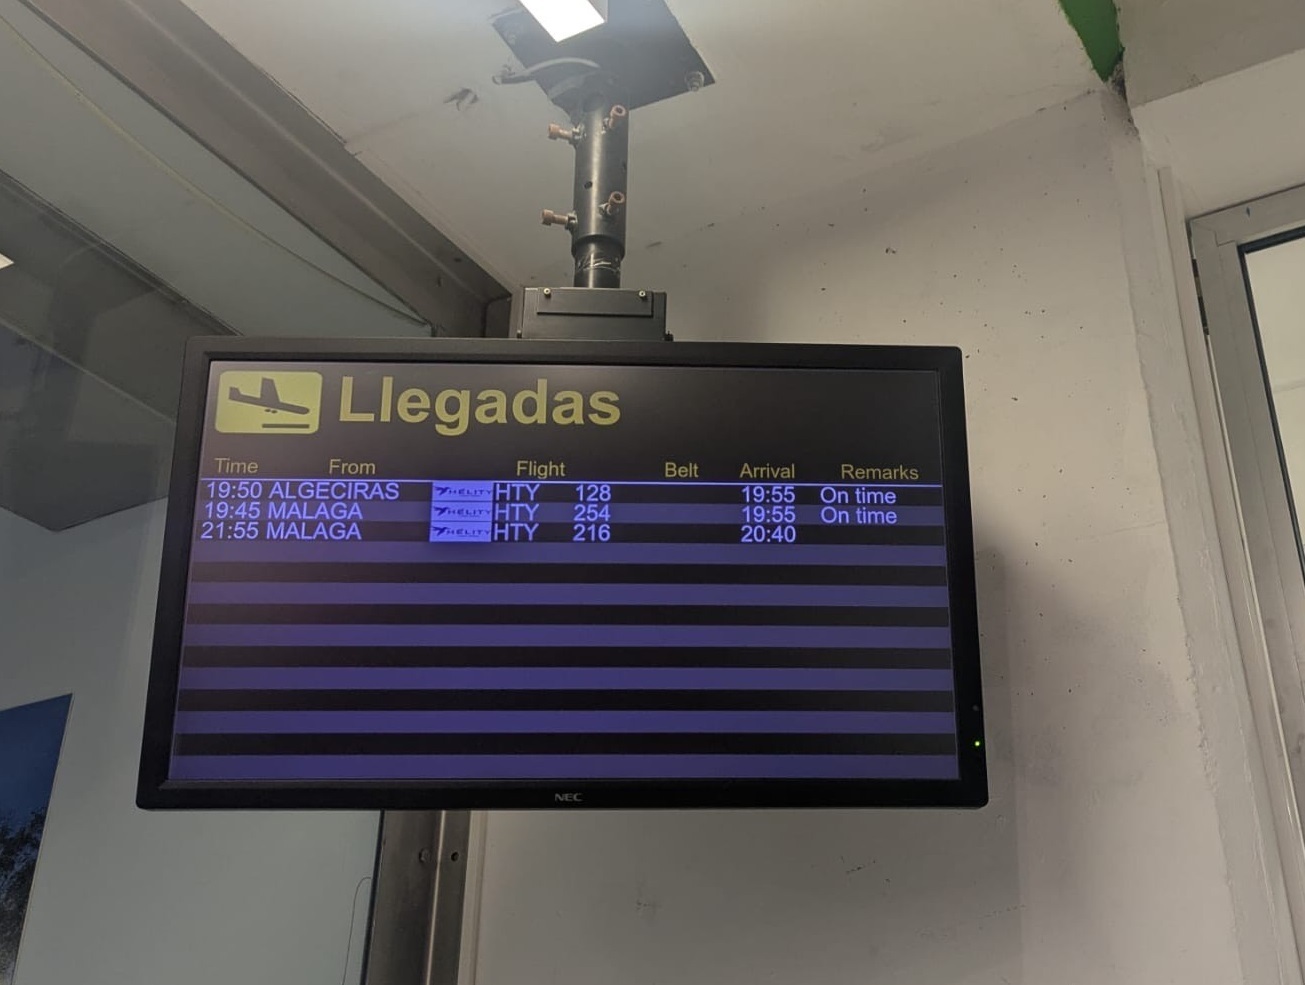 Llegadas
Time From Flight Belt Arrival Remarks
19:50 ALGECIRAS HELITY HTY 128 19:55 On time
19:45 MALAGA HELITY HTY 254 19:55 On time
21:55 MALAGA HELITY HTY 216 20:40
NEC